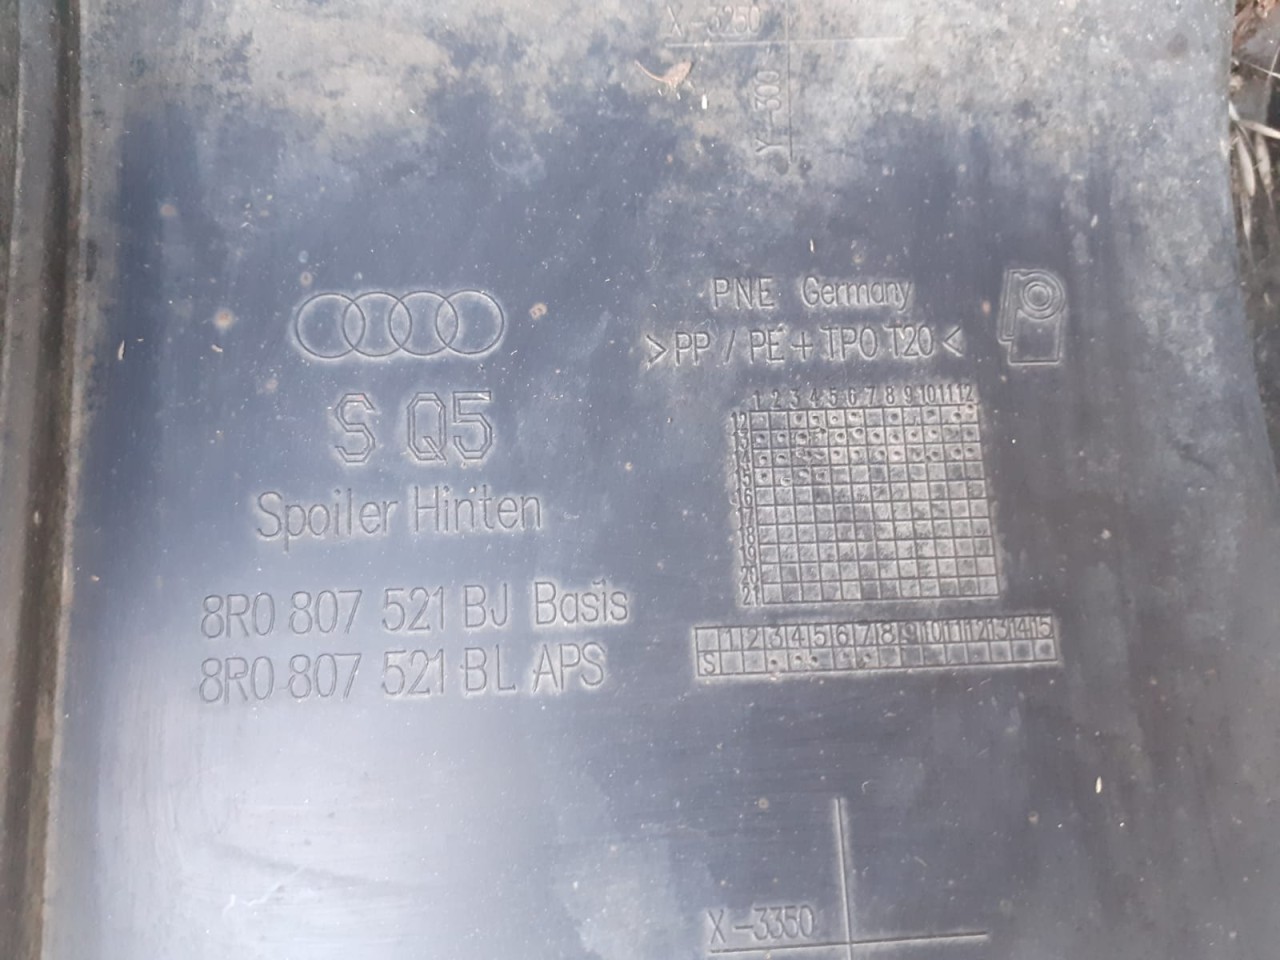 X-3250
Y-300
PNE Germany
>PP / PE + TPO T20<
S Q5
Spoiler Hinten
8R0 807 521 BJ Basis
8R0 807 521 BL APS
1 2 3 4 5 6 7 8 9 10 11 12
12
13
14
15
16
17
18
19
20
21
1 2 3 4 5 6 7 8 9 10 11 12 13 14 15
S
X-3350